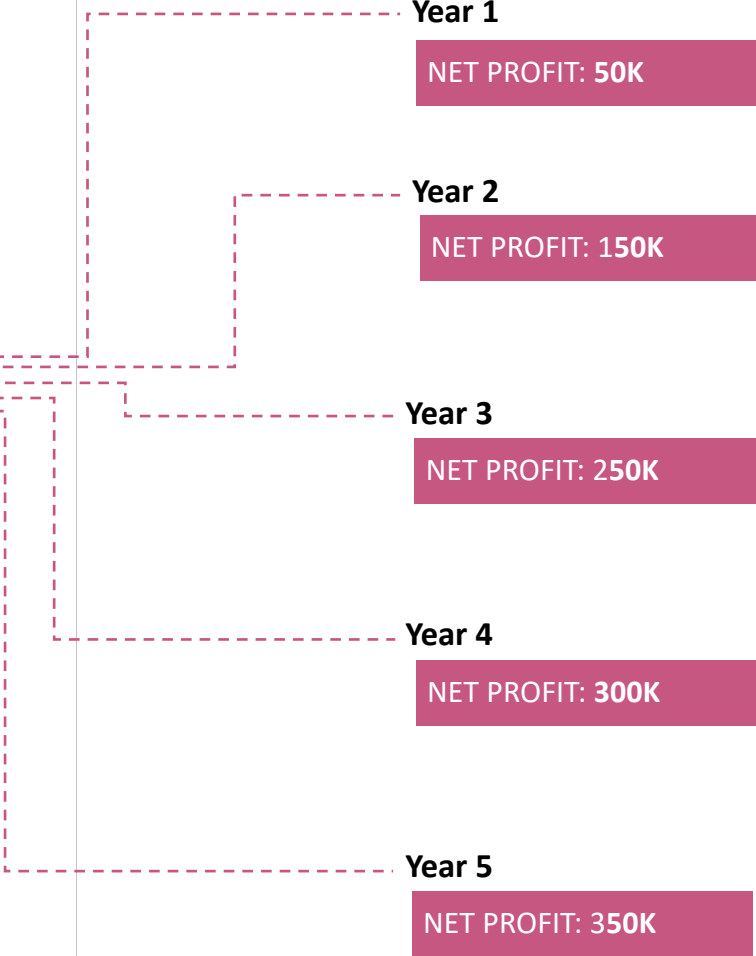 Year 1
NET PROFIT: 50K
Year 2
NET PROFIT: 150K
Year 3
NET PROFIT: 250K
Year 4
NET PROFIT: 300K
Year 5
NET PROFIT: 350K